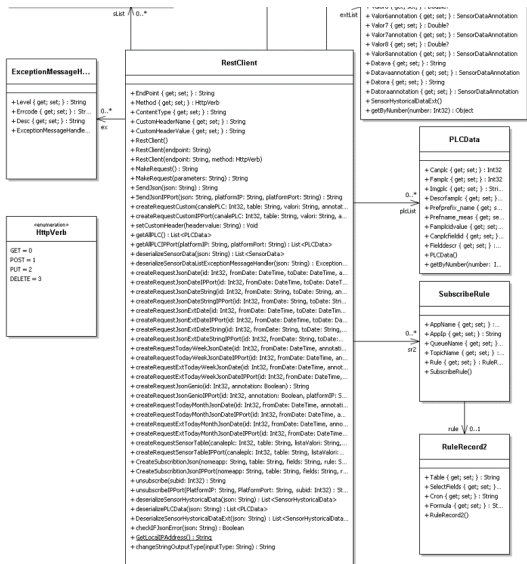 sList
0..*
extList
+ Valor6annotation { get; set; } : SensorDataAnnotation
+ Valor7 { get; set; } : Double?
+ Valor7annotation { get; set; } : SensorDataAnnotation
+ Valor8 { get; set; } : Double?
+ Valor8annotation { get; set; } : SensorDataAnnotation
+ Datava { get; set; } : String
+ Datavaannotation { get; set; } : SensorDataAnnotation
+ Datora { get; set; } : String
+ Datoraannotation { get; set; } : SensorDataAnnotation
+ SensorHystoricalDataExt()
+ getByNumber(number: Int32) : Object
ExceptionMessageH...
+ Level { get; set; } : String
+ Errcode { get; set; } : Str...
+ Desc { get; set; } : String
+ ExceptionMessageHandle...
0..*
ex
«enumeration»
HttpVerb
GET = 0
POST = 1
PUT = 2
DELETE = 3
RestClient
+ EndPoint { get; set; } : String
+ Method { get; set; } : HttpVerb
+ ContentType { get; set; } : String
+ CustomHeaderName { get; set; } : String
+ CustomHeaderValue { get; set; } : String
+ RestClient()
+ RestClient(endpoint: String)
+ RestClient(endpoint: String, method: HttpVerb)
+ MakeRequest() : String
+ MakeRequest(parameters: String) : String
+ SendJson(json: String) : String
+ SendJsonIPPort(json: String, platformIP: String, platformPort: String) : String
+ createRequestCustom(canalePLC: Int32, table: String, valori: String, annotat...
+ createRequestCustomIPPort(canalePLC: Int32, table: String, valori: String, a...
+ setCustomHeader(headervalue: String) : Void
+ getAllPLC() : List<PLCData>
+ getAllPLCIPPort(platformIP: String, platformPort: String) : List<PLCData>
+ deserializeSensorData(json: String) : List<SensorData>
+ deserializeSensorDataListExceptionMessageHandler(json: String) : Exception...
+ createRequestJsonDate(id: Int32, fromDate: DateTime, toDate: DateTime, a...
+ createRequestJsonDateIPPort(id: Int32, fromDate: DateTime, toDate: DateT...
+ createRequestJsonDateString(id: Int32, fromDate: String, toDate: String, an...
+ createRequestJsonDateStringIPPort(id: Int32, fromDate: String, toDate: Stri...
+ createRequestJsonExtDate(id: Int32, fromDate: DateTime, toDate: DateTim...
+ createRequestJsonExtDateIPPort(id: Int32, fromDate: DateTime, toDate: Da...
+ createRequestJsonExtDateString(id: Int32, fromDate: String, toDate: String,...
+ createRequestJsonExtDateStringIPPort(id: Int32, fromDate: String, toDate:...
+ createRequestTodayWeekJsonDate(id: Int32, fromDate: DateTime, annotati...
+ createRequestTodayWeekJsonDateIPPort(id: Int32, fromDate: DateTime, an...
+ createRequestExtTodayWeekJsonDate(id: Int32, fromDate: DateTime, annot...
+ createRequestExtTodayWeekJsonDateIPPort(id: Int32, fromDate: DateTime,...
+ createRequestJsonGenio(id: Int32, annotation: Boolean) : String
+ createRequestJsonGenioIPPort(id: Int32, annotation: Boolean, platformIP: S...
+ createRequestTodayMonthJsonDate(id: Int32, fromDate: DateTime, annotati...
+ createRequestTodayMonthJsonDateIPPort(id: Int32, fromDate: DateTime, a...
+ createRequestExtTodayMonthJsonDate(id: Int32, fromDate: DateTime, anno...
+ createRequestExtTodayMonthJsonDateIPPort(id: Int32, fromDate: DateTime...
+ createRequestSensorTable(canaleplc: Int32, table: String, listaValori: String,...
+ createRequestSensorTableIPPort(canaleplc: Int32, table: String, listaValori:...
+ CreateSubscribtionJson(nomeapp: String, table: String, fields: String, rule: S...
+ CreateSubscribtionJsonIPPort(nomeapp: String, table: String, fields: String, r...
+ unsubscribe(subid: Int32) : String
+ unsubscribeIPPort(PlatformIP: String, PlatformPort: String, subid: Int32) : St...
+ deserializeSensorHystoricalData(json: String) : List<SensorHystoricalData>
+ deserializePLCData(json: String) : List<PLCData>
+ DeserializeSensorHystoricalDataExt(json: String) : List<SensorHystoricalData...
+ checkIFJsonError(json: String) : Boolean
+ GetLocalIPAddress() : String
+ changeStringOutputType(inputType: String) : String
0..*
plcList
PLCData
+ Canplc { get; set; } : Int32
+ Famplc { get; set; } : Int32
+ Imgplc { get; set; } : Stri...
+ Descrfamplc { get; set; }...
+ Prefprefix_name { get; s...
+ Prefname_meas { get; se...
+ Famplcidvalue { get; set;...
+ Canplcfieldid { get; set; }...
+ Fielddescr { get; set; } :...
+ PLCData()
+ getByNumber(number: I...
0..*
sr2
SubscribeRule
+ AppName { get; set; } :...
+ AppIp { get; set; } : String
+ QueueName { get; set; }...
+ TopicName { get; set; } :...
+ Rule { get; set; } : RuleR...
+ SubscribeRule()
rule
0..1
RuleRecord2
+ Table { get; set; } : String
+ SelectFields { get; set; }...
+ Cron { get; set; } : String
+ Formula { get; set; } : St...
+ RuleRecord2()